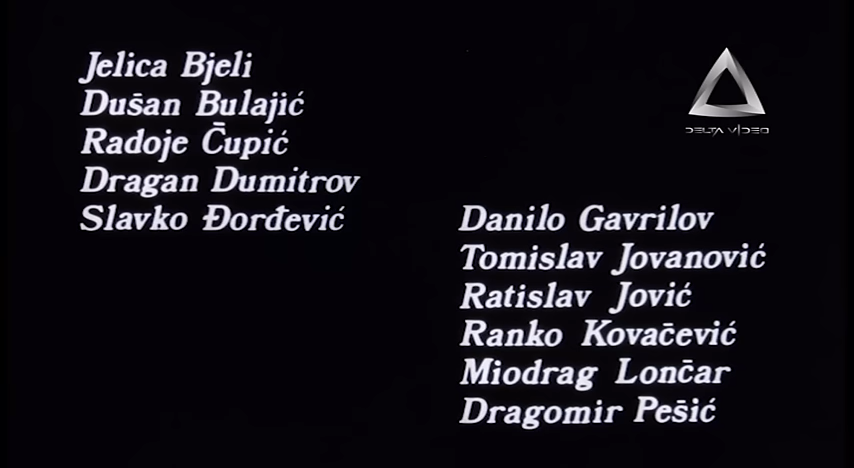 Jelica Bjeli
Dušan Bulajić
Radoje Čupić
Dragan Dumitrov
Slavko Đorđević
Danilo Gavrilov
Tomislav Jovanović
Ratislav Jović
Ranko Kovačević
Miodrag Lončar
Dragomir Pešić
DELTA VIDEO